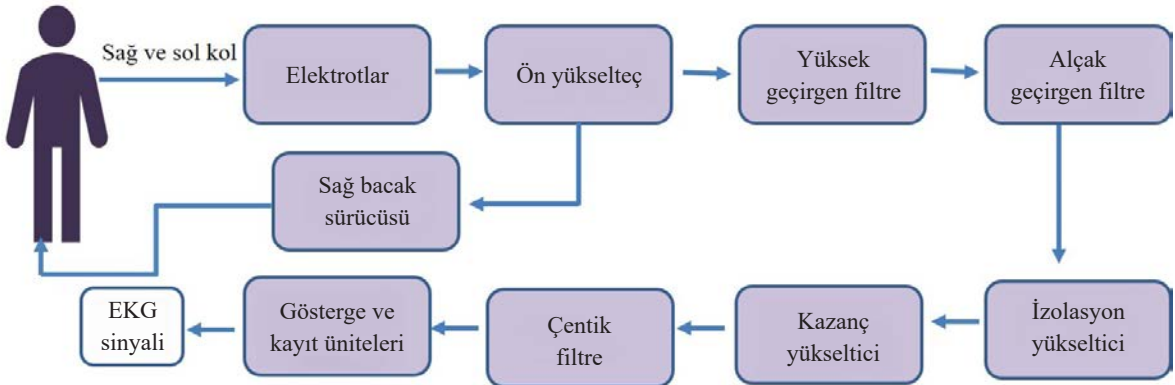 Sağ ve sol kol
Elektrotlar
Ön yükselteç
Yüksek
geçirgen filtre
Alçak
geçirgen filtre
Sağ bacak
sürücüsü
EKG
sinyali
Gösterge ve
kayıt üniteleri
Çentik
filtre
Kazanç
yükseltici
İzolasyon
yükseltici